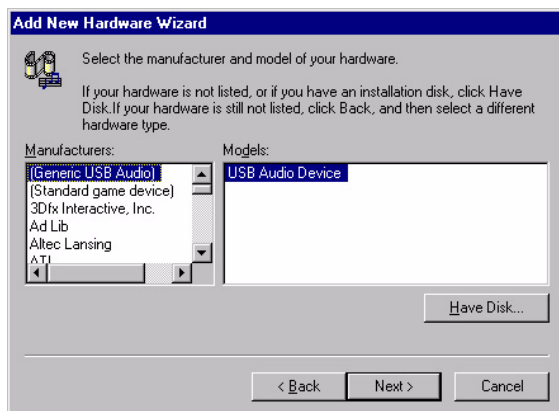 Add New Hardware Wizard
Select the manufacturer and model of your hardware.
If your hardware is not listed, or if you have an installation disk, click Have
Disk.If your hardware is still not listed, click Back, and then select a different
hardware type.
Manufacturers:
Models:
(Generic USB Audio)
USB Audio Device
(Standard game device)
3Dfx Interactive, Inc.
Ad Lib
Altec Lansing
ATI
Have Disk...
< Back
Next >
Cancel